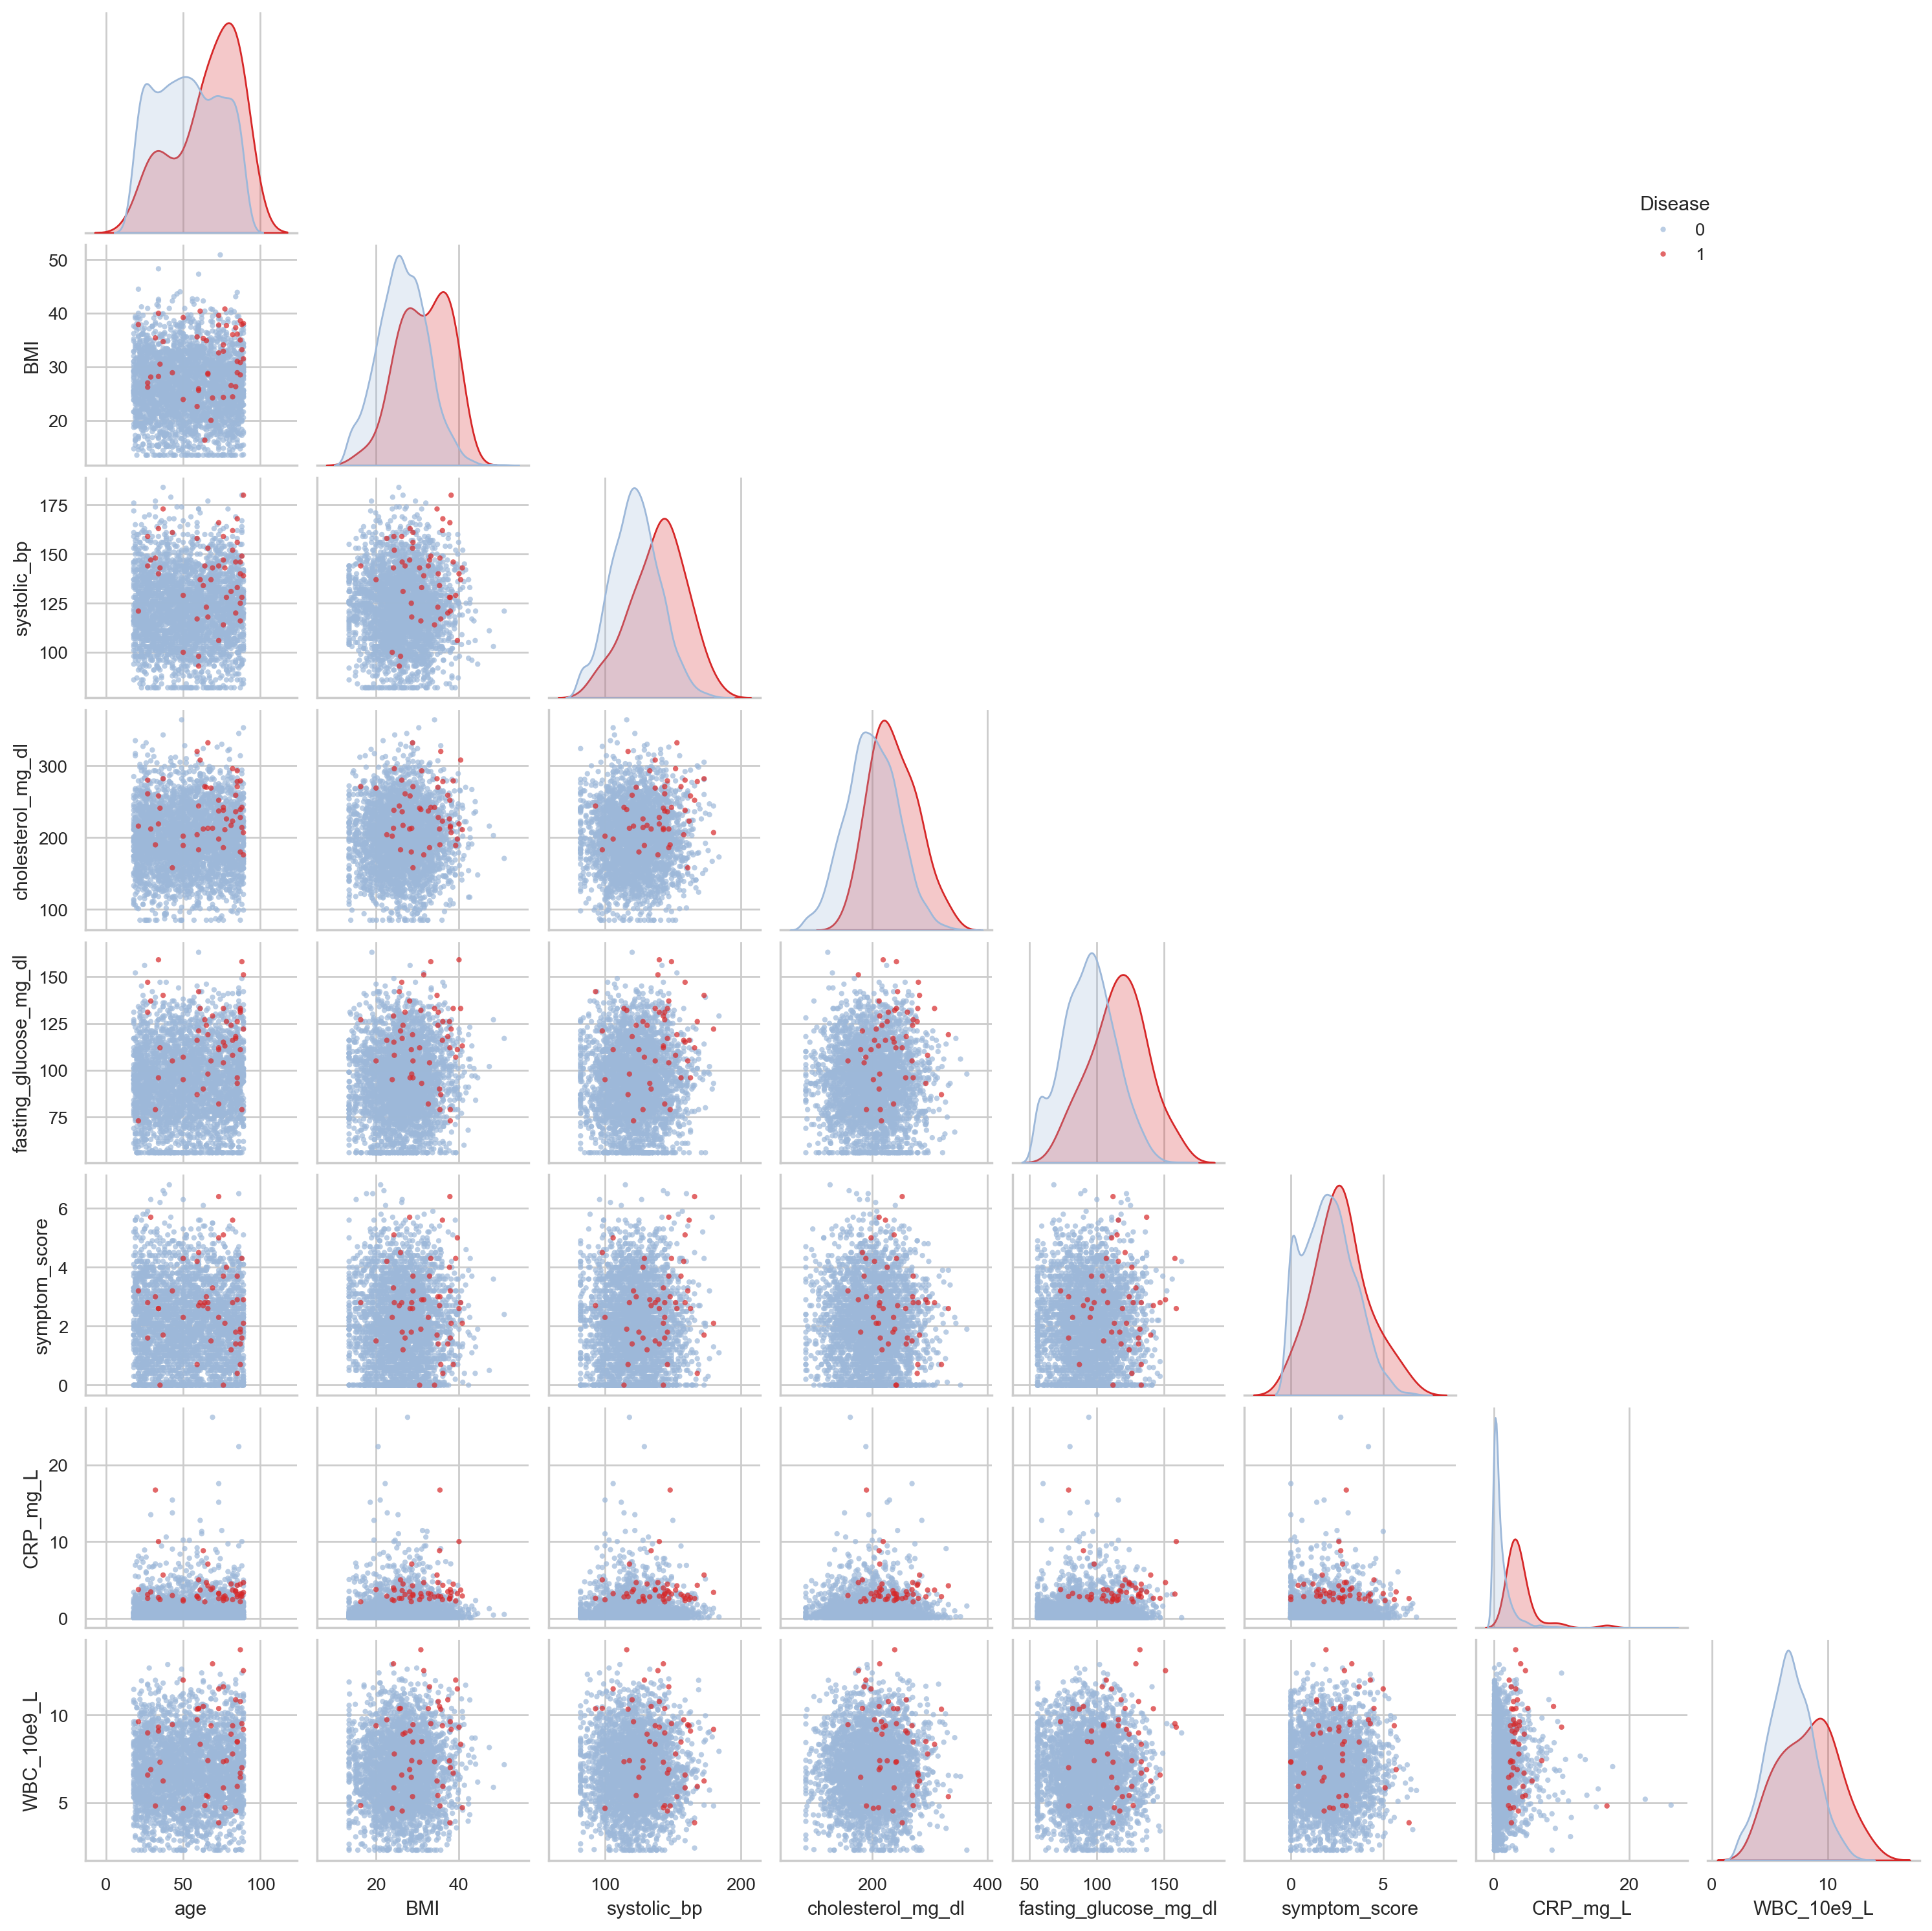 Disease
0
1
50
40
30
20
BMI
175
150
125
100
systolic_bp
300
200
100
cholesterol_mg_dl
150
125
100
75
fasting_glucose_mg_dl
6
4
2
0
symptom_score
20
10
0
CRP_mg_L
10
5
WBC_10e9_L
0 50 100 20 40 100 200 200 400 50 100 150 0 5 0 20 0 10
age BMI systolic_bp cholesterol_mg_dl fasting_glucose_mg_dl symptom_score CRP_mg_L WBC_10e9_L